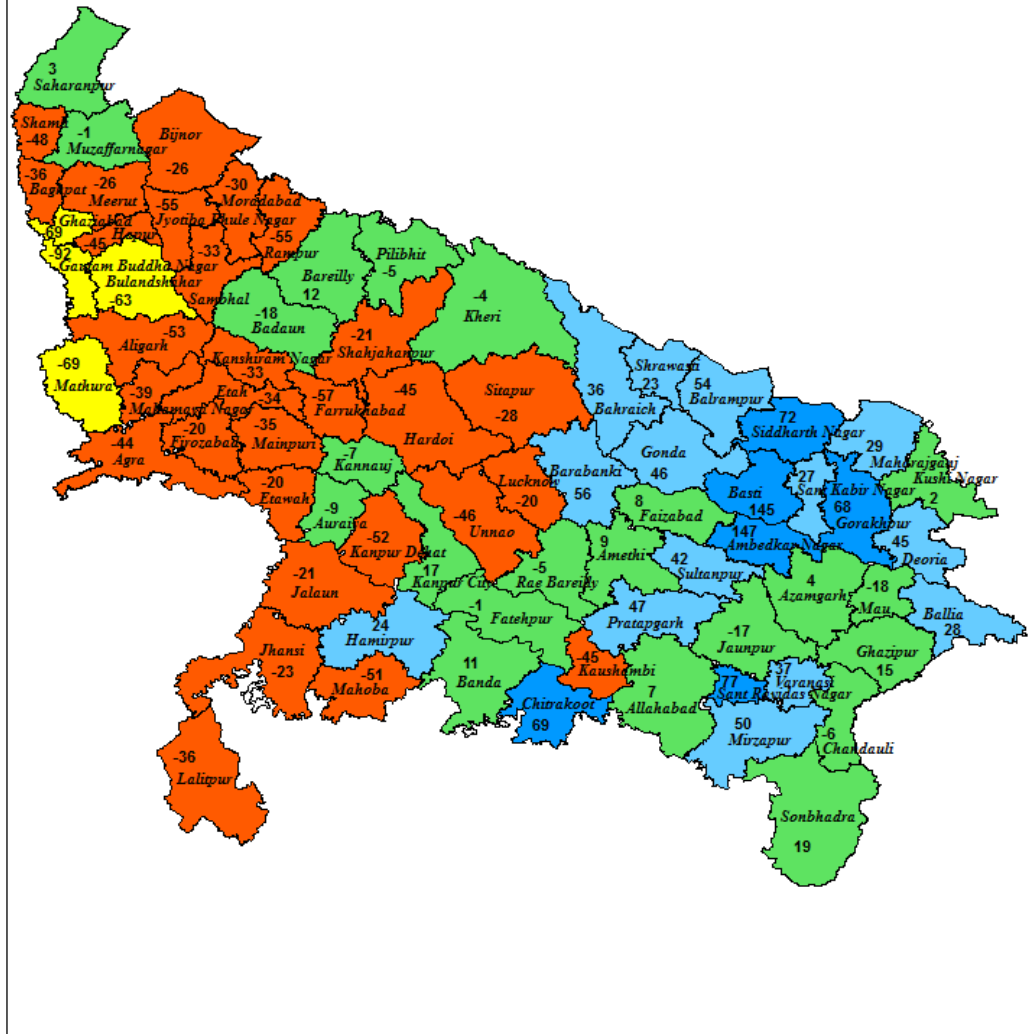 3
Saharanpur
Shamli
-48
-1
Muzaffarnagar
Bijnor
-26
-36
Baghpat
-26
Meerut
-55
Jyotiba Phule Nagar
-30
Moradabad
-55
Rampur
Ghaziabad
-69
Hapur
-45
-92
Gautam Buddha Nagar
Bulandshahar
-63
-33
Sambhal
Bareilly
12
Pilibhit
-5
-18
Badaun
-4
Kheri
-21
Shahjahanpur
-53
Aligarh
-69
Mathura
Kanshiram Nagar
-33
Etah
-34
-39
Mahamaya Nagar
-57
Farrukhabad
-45
Hardoi
Sitapur
-28
-44
Agra
-20
Firozabad
-35
Mainpuri
-20
Etawah
-7
Kannauj
-9
Auraiya
-52
Kanpur Dehat
-46
Unnao
Lucknow
-20
36
Bahraich
Shrawasti
23
54
Balrampur
Gonda
46
Barabanki
56
72
Siddharth Nagar
29
Maharajganj
Kushi Nagar
2
Basti
145
27
Sant Kabir Nagar
68
Gorakhpur
45
Deoria
8
Faizabad
147
Ambedkar Nagar
9
Amethi
42
Sultanpur
-5
Rae Bareilly
17
Kanpur City
-1
Fatehpur
47
Pratapgarh
4
Azamgarh
-18
Mau
Ballia
28
-17
Jaunpur
Ghazipur
15
-21
Jalaun
24
Hamirpur
Jhansi
-23
-51
Mahoba
11
Banda
Chitrakoot
69
-45
Kaushambi
7
Allahabad
77
Sant Ravidas Nagar
37
Varanasi
50
Mirzapur
-6
Chandauli
Sonbhadra
19
-36
Lalitpur